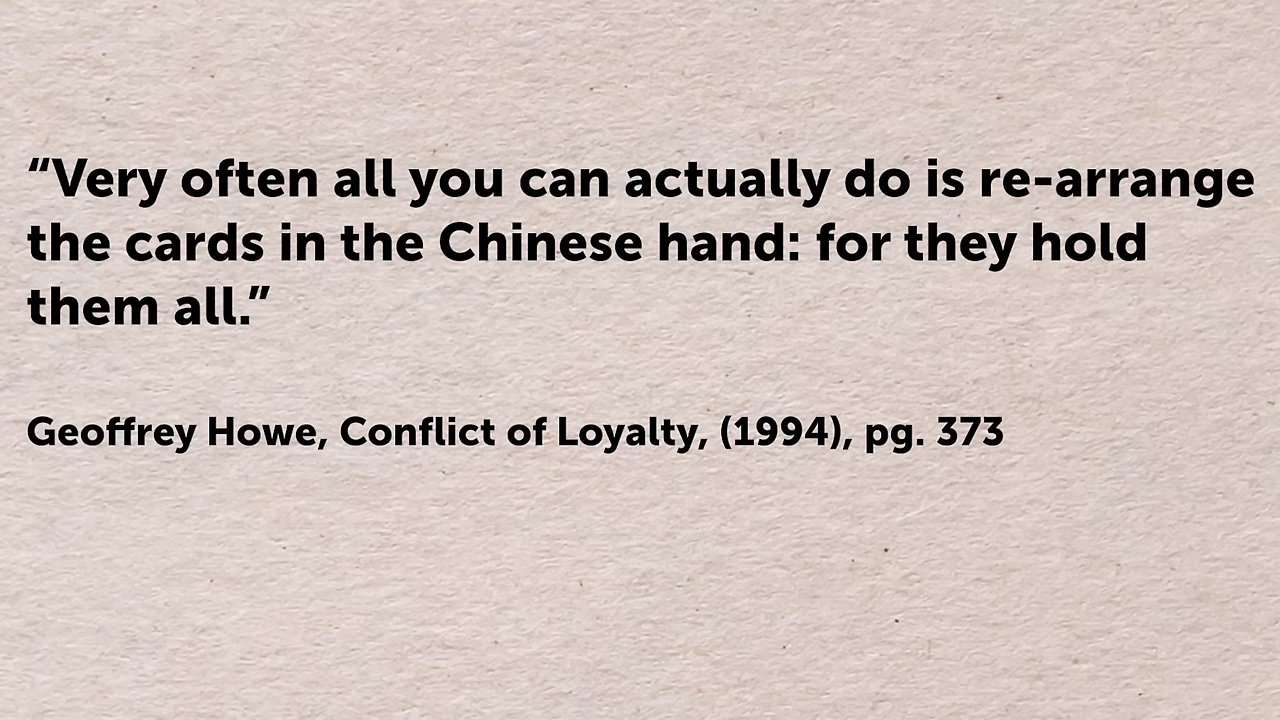 “Very often all you can actually do is re-arrange
the cards in the Chinese hand: for they hold
them all.”
Geoffrey Howe, Conflict of Loyalty, (1994), pg. 373